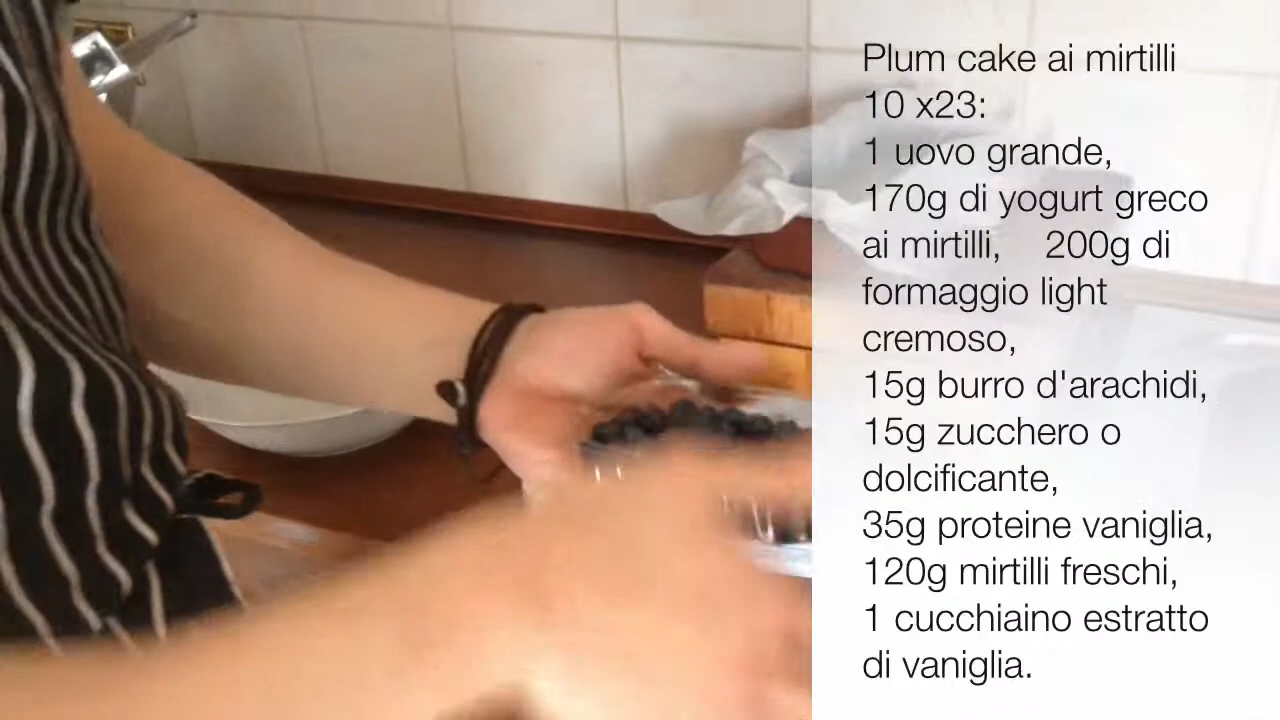 Plum cake ai mirtilli
10 x23:
1 uovo grande,
170g di yogurt greco
ai mirtilli,    200g di
formaggio light
cremoso,
15g burro d'arachidi,
15g zucchero o
dolcificante,
35g proteine vaniglia,
120g mirtilli freschi,
1 cucchiaino estratto
di vaniglia.